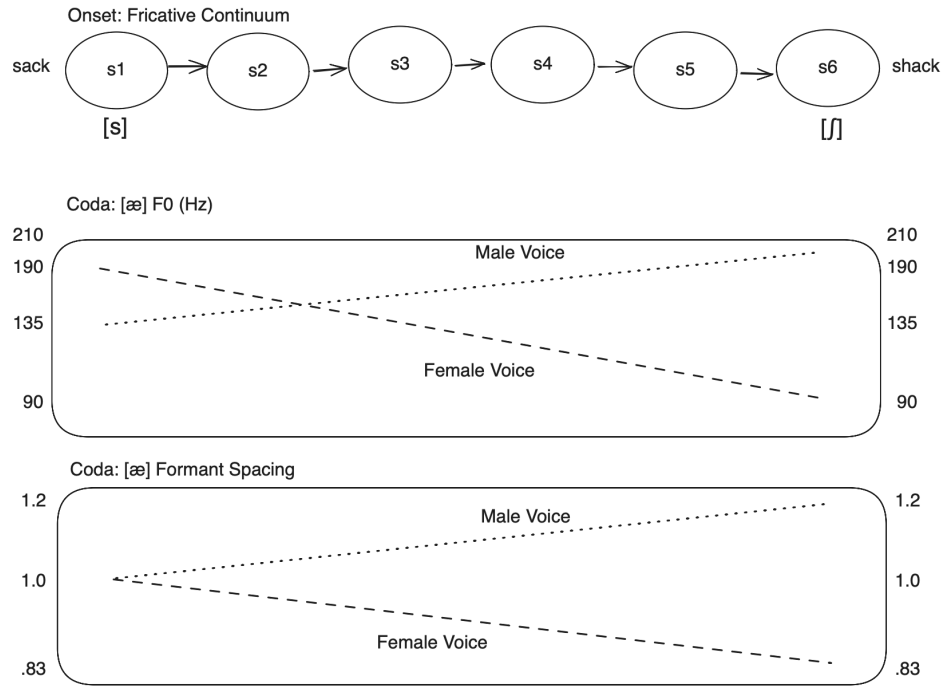 Onset: Fricative Continuum
sack s1 s2 s3 s4 s5 s6 shack
[s] [ʃ]
Coda: [æ] F0 (Hz)
210 210
Male Voice
190 190
135 135
Female Voice
90 90
Coda: [æ] Formant Spacing
1.2 1.2
Male Voice
1.0 1.0
Female Voice
.83 .83